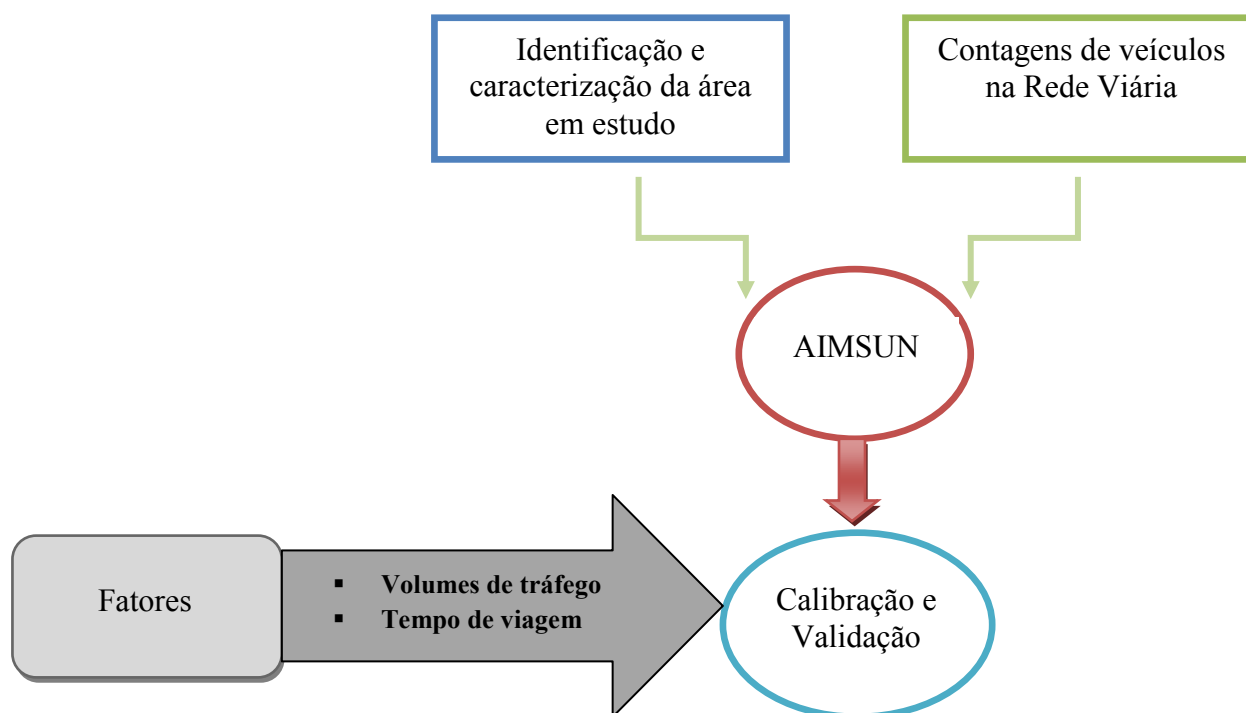 Identificação e
caracterização da área
em estudo
Contagens de veículos
na Rede Viária
AIMSUN
Fatores
▪ Volumes de tráfego
▪ Tempo de viagem
Calibração e
Validação